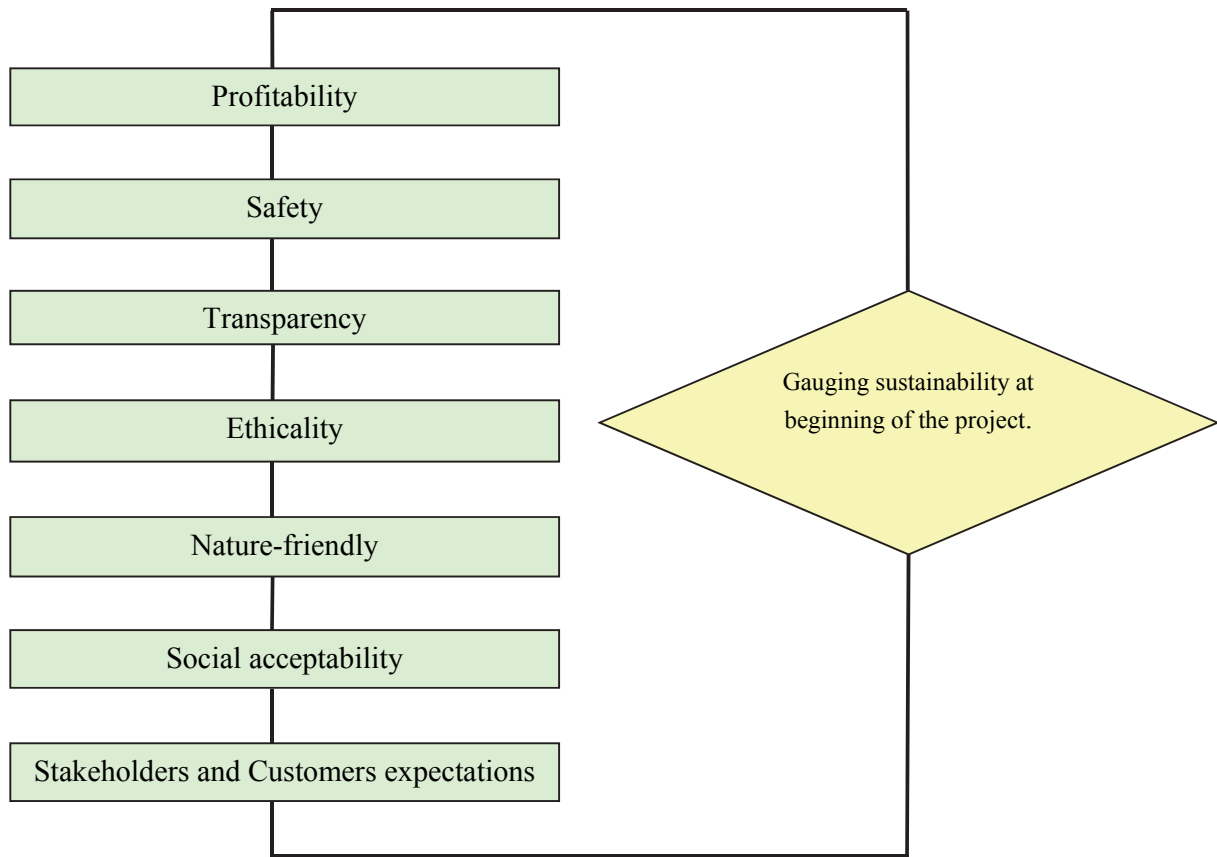 Profitability
Safety
Transparency
Ethicality
Nature-friendly
Social acceptability
Stakeholders and Customers expectations
Gauging sustainability at
beginning of the project.